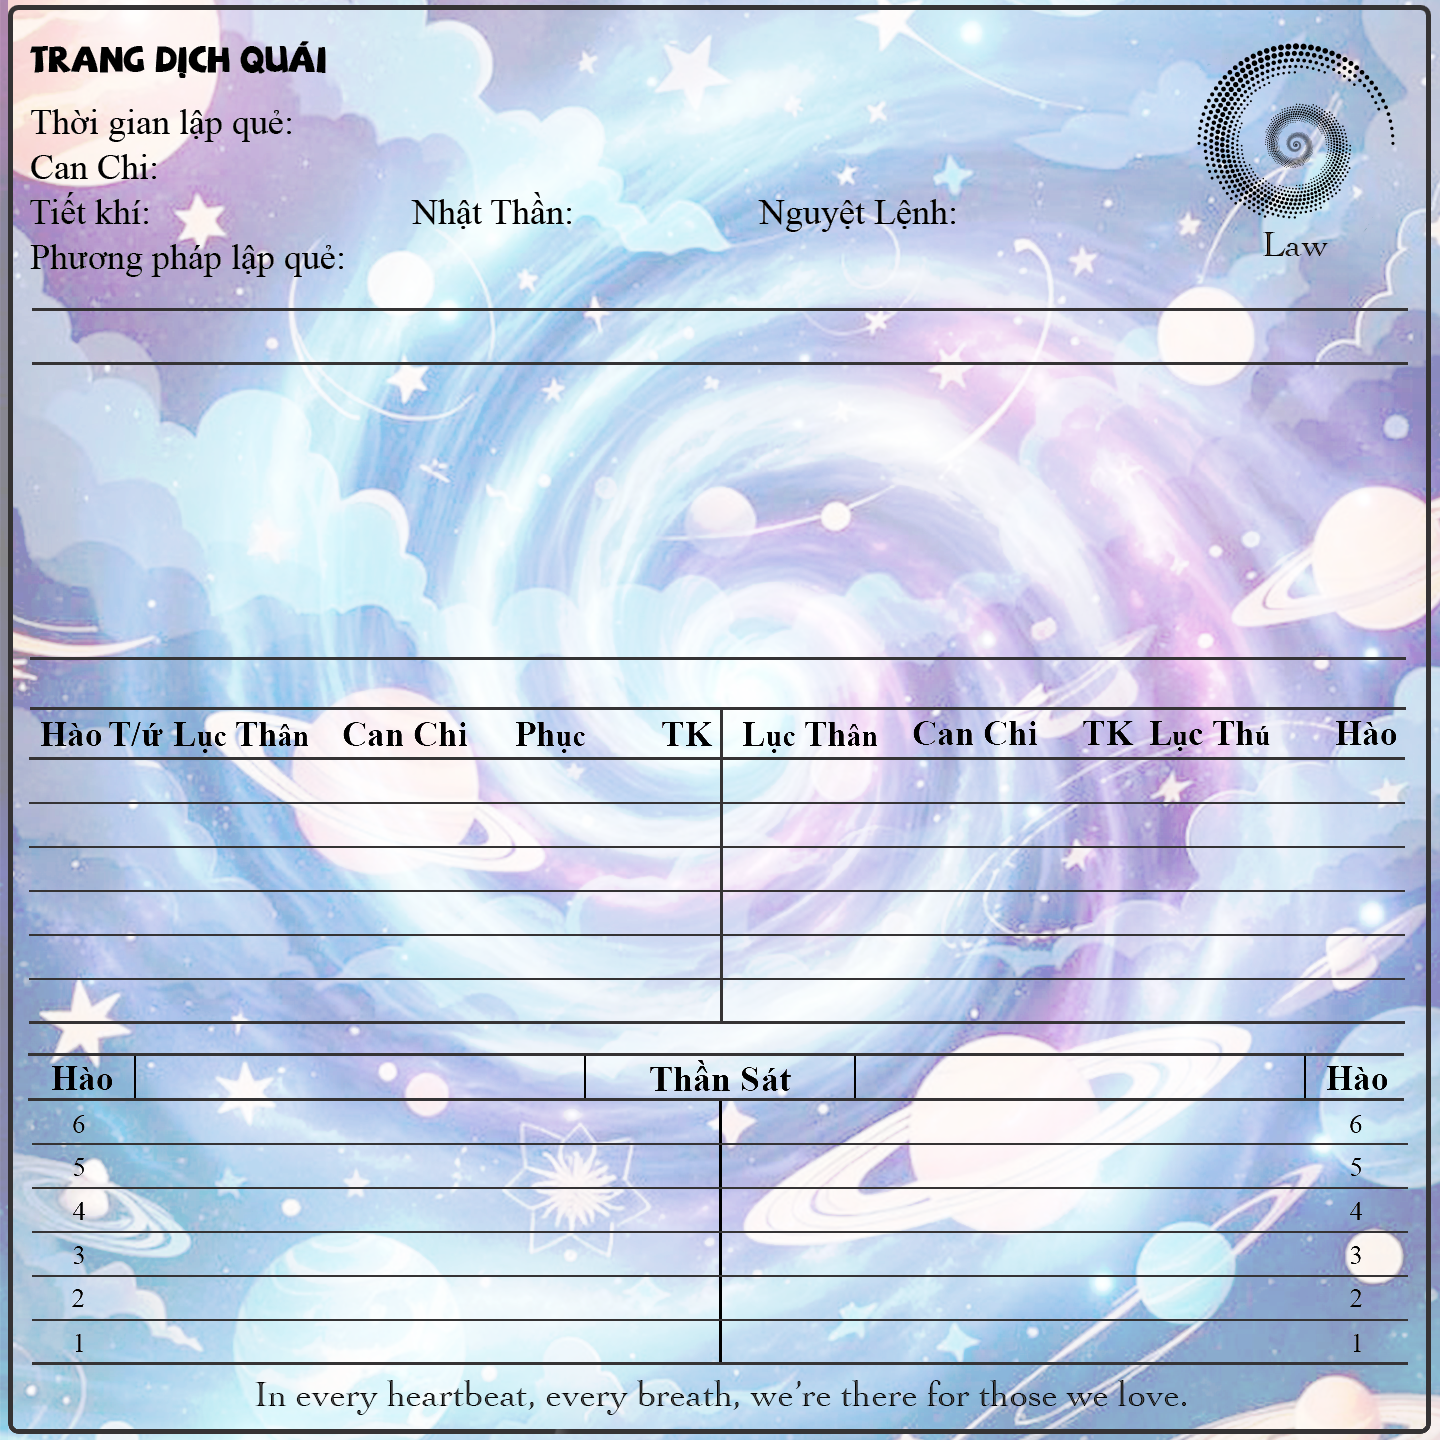 TRANG DỊCH QUÁI
Thời gian lập quẻ:
Can Chi:
Tiết khí: Nhật Thần: Nguyệt Lệnh:
Phương pháp lập quẻ:
Law
Hào T/ứ Lục Thân Can Chi Phục TK Lục Thân Can Chi TK Lục Thú Hào
Hào Thần Sát Hào
6 6
5 5
4 4
3 3
2 2
1 1
In every heartbeat, every breath, we're there for those we love.